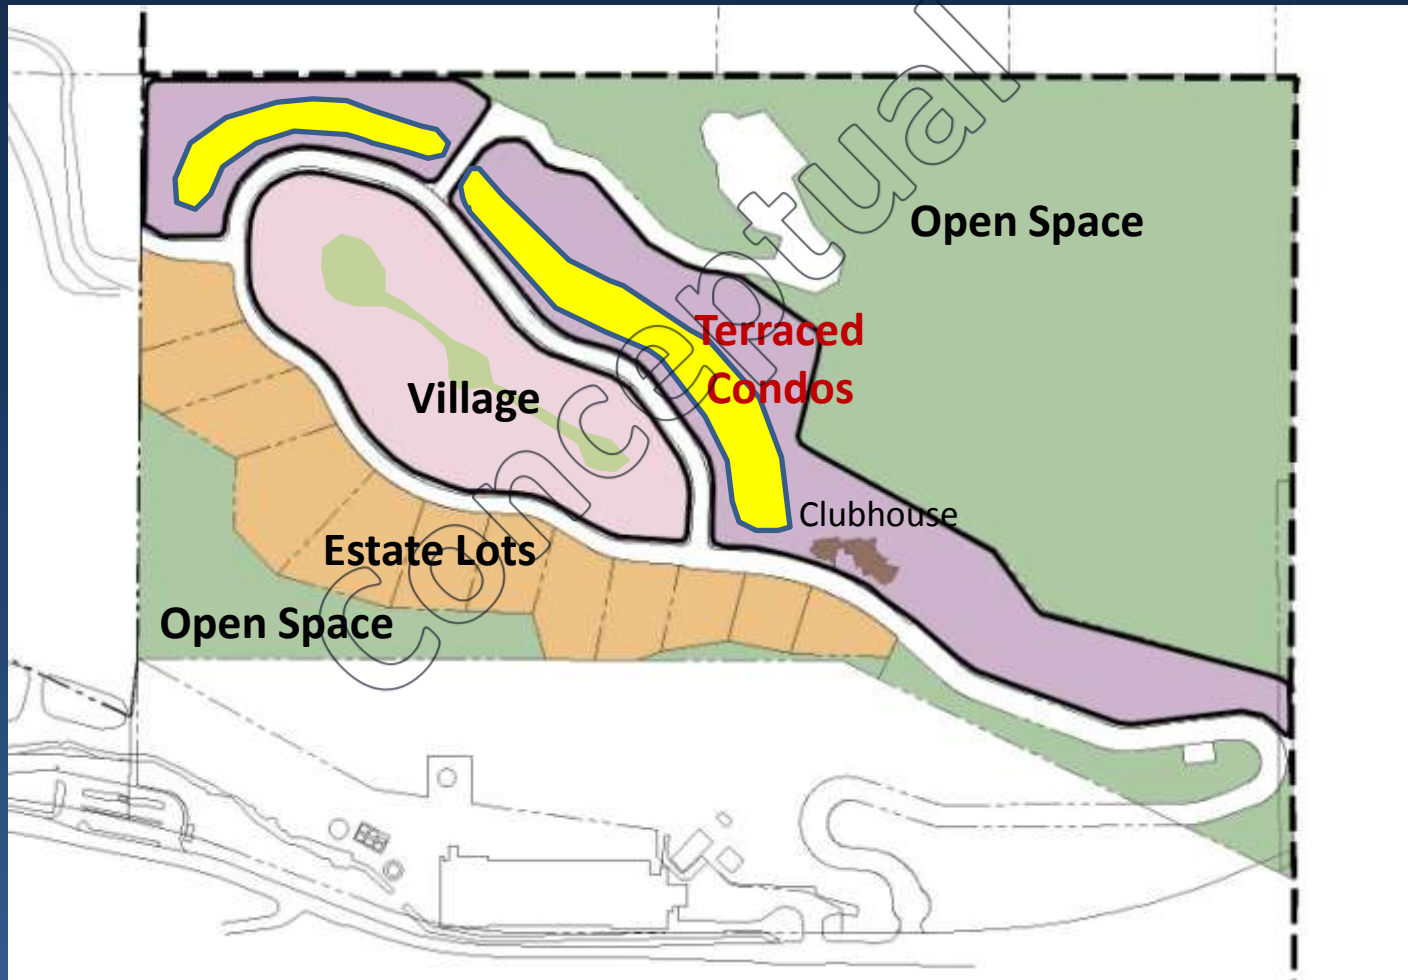 Open Space
Terraced
Condos
Village
Clubhouse
Estate Lots
Open Space
conceptual